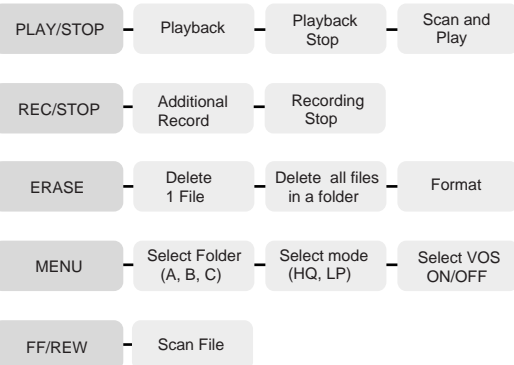 PLAY/STOP
Playback
Playback
Stop
Scan and
Play
REC/STOP
Additional
Record
Recording
Stop
ERASE
Delete
1 File
Delete all files
in a folder
Format
MENU
Select Folder
(A, B, C)
Select mode
(HQ, LP)
Select VOS
ON/OFF
FF/REW
Scan File